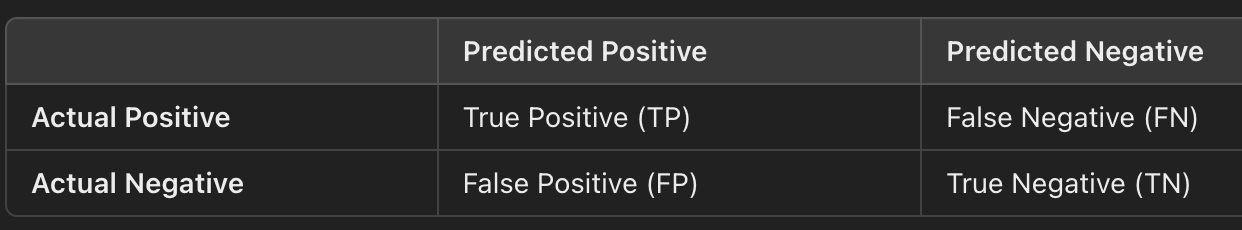 Predicted Positive Predicted Negative
Actual Positive True Positive (TP) False Negative (FN)
Actual Negative False Positive (FP) True Negative (TN)